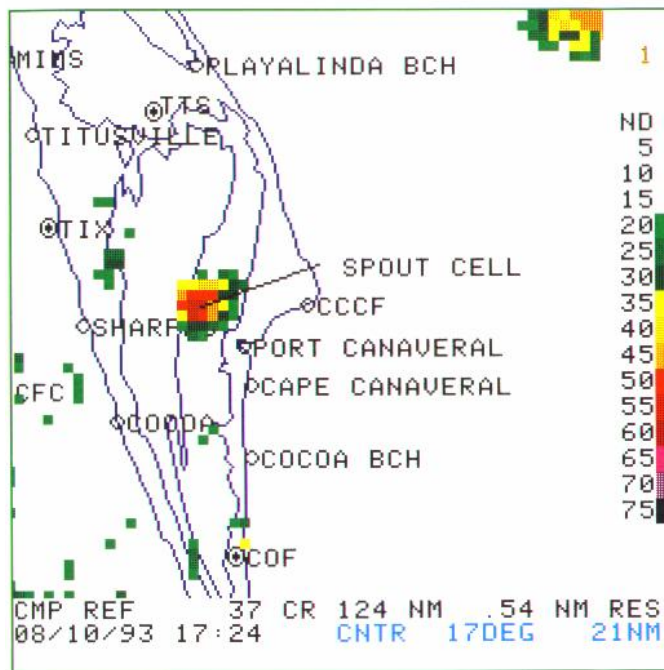 1
MIMS
PLAYALINDA BCH
TTS
TITUSVILLE
TIX
SPOUT CELL
CCCF
SHARPES
PORT CANAVERAL
CAPE CANAVERAL
CFC
COCOA
COCOA BCH
COF
ND
5
10
15
20
25
30
35
40
45
50
55
60
65
70
75
CMP REF 37 CR 124 NM .54 NM RES
08/10/93 17:24 CNTR 17DEG 21NM